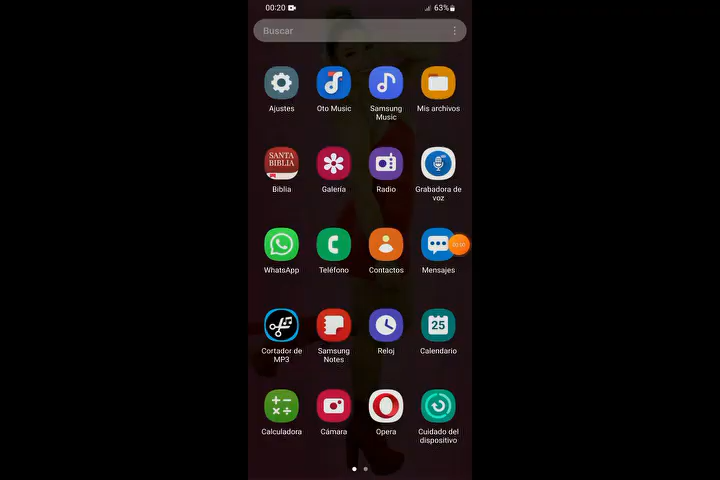 00:20
63%
Buscar
Ajustes
Oto Music
Samsung
Music
Mis archivos
SANTA
BIBLIA
Biblia
Galería
Radio
Grabadora de
voz
WhatsApp
Teléfono
Contactos
Mensajes
Cortador de
MP3
Samsung
Notes
Reloj
25
Calendario
Calculadora
Cámara
Opera
Cuidado del
dispositivo